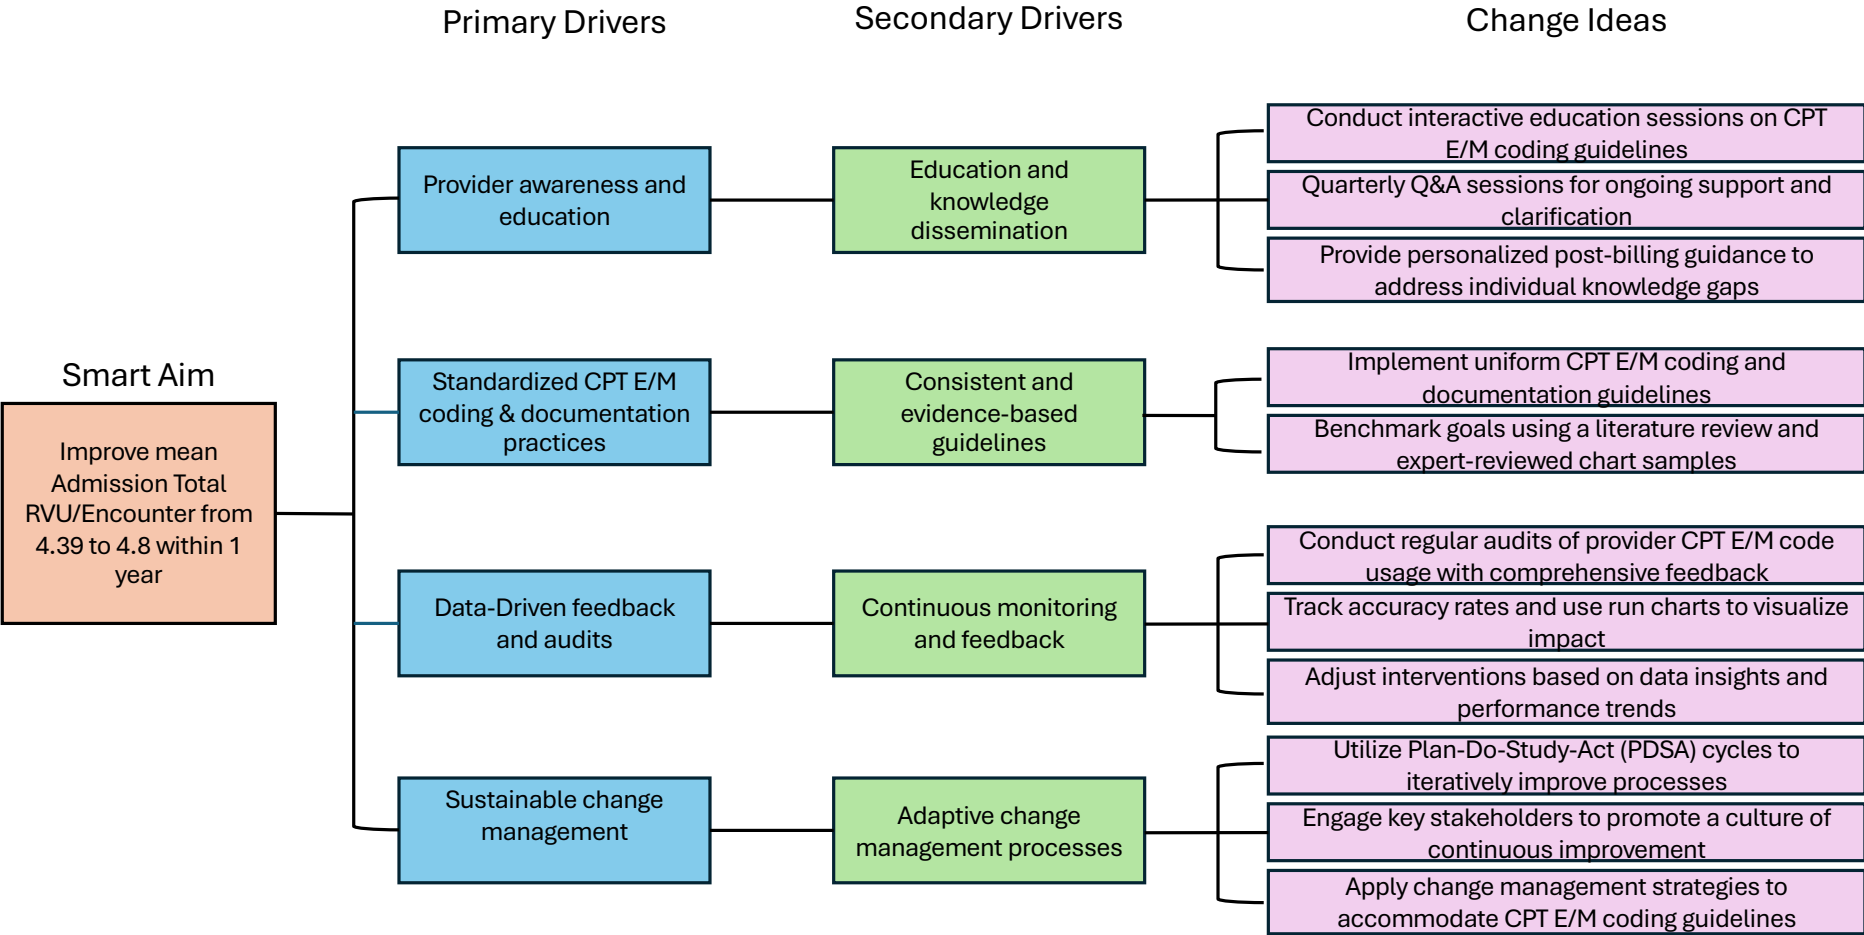 Primary Drivers
Secondary Drivers
Change Ideas
Smart Aim
Improve mean
Admission Total
RVU/Encounter from
4.39 to 4.8 within 1
year
Provider awareness and
education
Education and
knowledge
dissemination
Conduct interactive education sessions on CPT
E/M coding guidelines
Quarterly Q&A sessions for ongoing support and
clarification
Provide personalized post-billing guidance to
address individual knowledge gaps
Standardized CPT E/M
coding & documentation
practices
Consistent and
evidence-based
guidelines
Implement uniform CPT E/M coding and
documentation guidelines
Benchmark goals using a literature review and
expert-reviewed chart samples
Data-Driven feedback
and audits
Continuous monitoring
and feedback
Conduct regular audits of provider CPT E/M code
usage with comprehensive feedback
Track accuracy rates and use run charts to visualize
impact
Adjust interventions based on data insights and
performance trends
Sustainable change
management
Adaptive change
management processes
Utilize Plan-Do-Study-Act (PDSA) cycles to
iteratively improve processes
Engage key stakeholders to promote a culture of
continuous improvement
Apply change management strategies to
accommodate CPT E/M coding guidelines